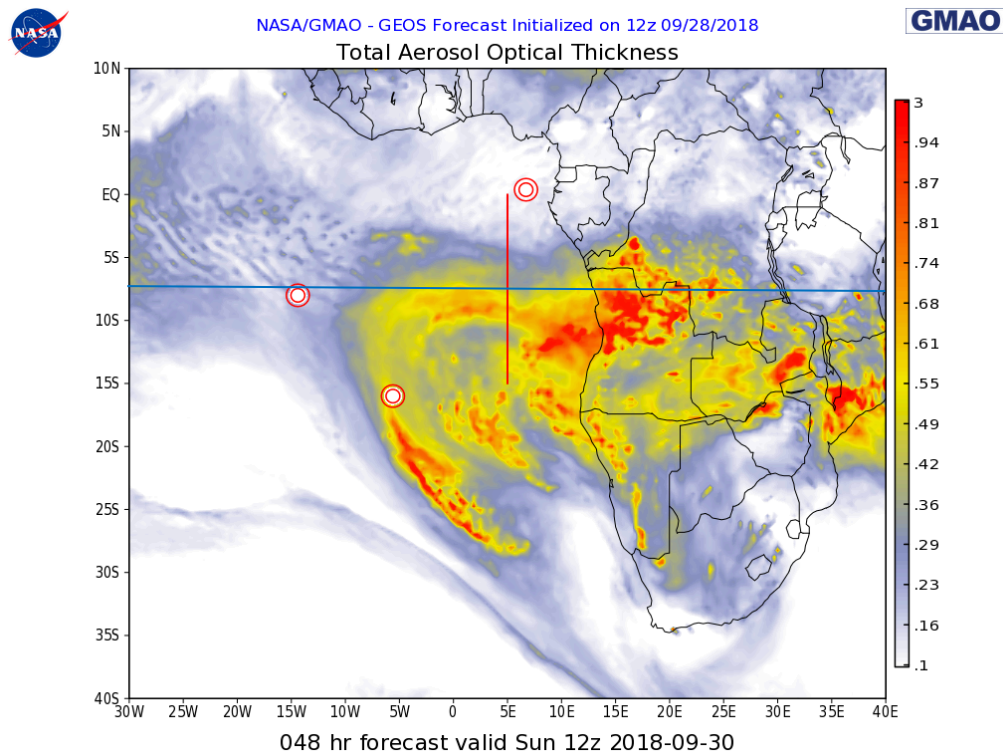 NASA
NASA/GMAO - GEOS Forecast Initialized on 12z 09/28/2018
GMAO
Total Aerosol Optical Thickness
10N
5N
EQ
5S
10S
15S
20S
25S
30S
35S
40S
30W 25W 20W 15W 10W 5W 0 5E 10E 15E 20E 25E 30E 35E 40E
3
.94
.87
.81
.74
.68
.61
.55
.49
.42
.36
.29
.23
.16
.1
048 hr forecast valid Sun 12z 2018-09-30